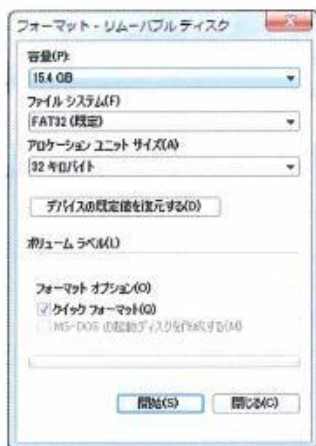 フォーマット - リムーバブル ディスク
容量(P):
15.4 GB
ファイル システム(F)
FAT32 (既定)
アロケーション ユニット サイズ(A)
32 キロバイト
デバイスの既定値を復元する(D)
ボリューム ラベル(L)
フォーマット オプション(O)
クイック フォーマット(Q)
MS-DOS の起動ディスクを作成する(M)
開始(S)
閉じる(C)